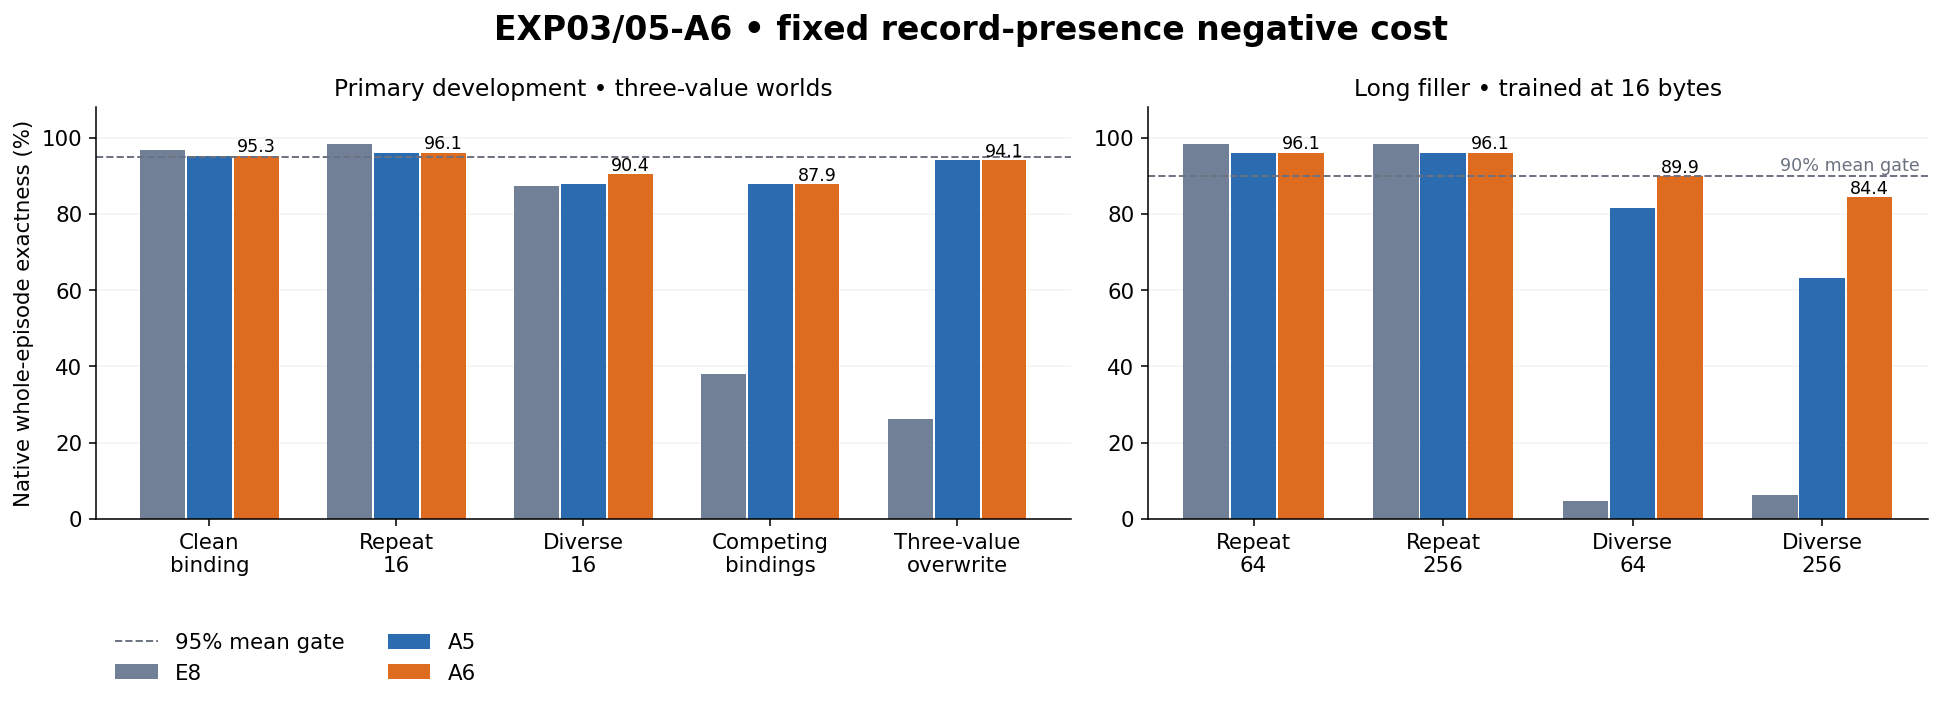 EXP03/05-A6 • fixed record-presence negative cost
Primary development • three-value worlds
Native whole-episode exactness (%)
100
80
60
40
20
0
95.3
96.1
90.4
87.9
94.1
Clean
binding
Repeat
16
Diverse
16
Competing
bindings
Three-value
overwrite
Long filler • trained at 16 bytes
100
80
60
40
20
0
96.1
96.1
89.9
84.4
90% mean gate
Repeat
64
Repeat
256
Diverse
64
Diverse
256
95% mean gate
E8
A5
A6